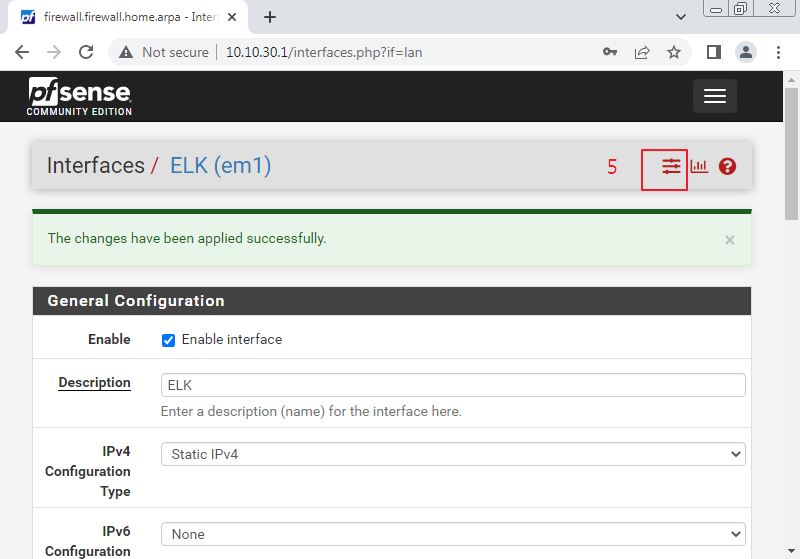 firewall.firewall.home.arpa - Inter
Not secure
10.10.30.1/interfaces.php?if=lan
pfsense
COMMUNITY EDITION
Interfaces / ELK (em1)
5
?
The changes have been applied successfully.
General Configuration
Enable
Enable interface
Description
ELK
Enter a description (name) for the interface here.
IPv4
Configuration
Type
Static IPv4
IPv6
Configuration
None